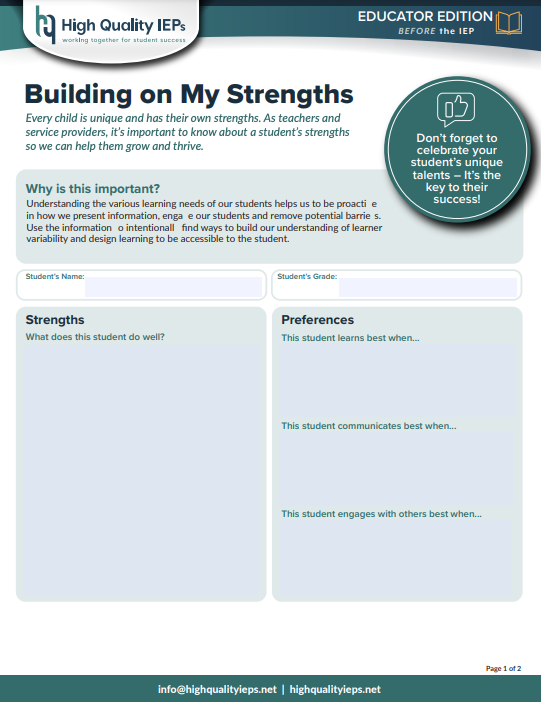 High Quality IEPs
working together for student success
EDUCATOR EDITION
BEFORE the IEP
Building on My Strengths
Every child is unique and has their own strengths. As teachers and
service providers, it's important to know about a student's strengths
so we can help them grow and thrive.
Don't forget to
celebrate your
student's unique
talents – It's the
key to their
success!
Why is this important?
Understanding the various learning needs of our students helps us to be proacti e
in how we present information, enga e our students and remove potential barrie s.
Use the information o intentionall find ways to build our understanding of learner
variability and design learning to be accessible to the student.
Student's Name:
Student's Grade:
Strengths
What does this student do well?
Preferences
This student learns best when...
This student communicates best when...
This student engages with others best when...
Page 1 of 2
info@highqualityieps.net | highqualityieps.net